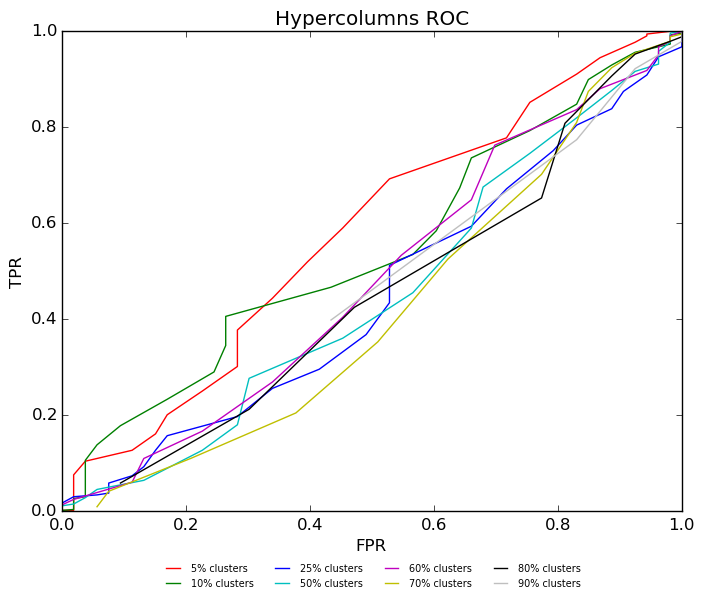 Hypercolumns ROC
1.0
0.8
0.6
0.4
0.2
0.0
TPR
0.0 0.2 0.4 0.6 0.8 1.0
FPR
5% clusters 25% clusters 60% clusters 80% clusters
10% clusters 50% clusters 70% clusters 90% clusters